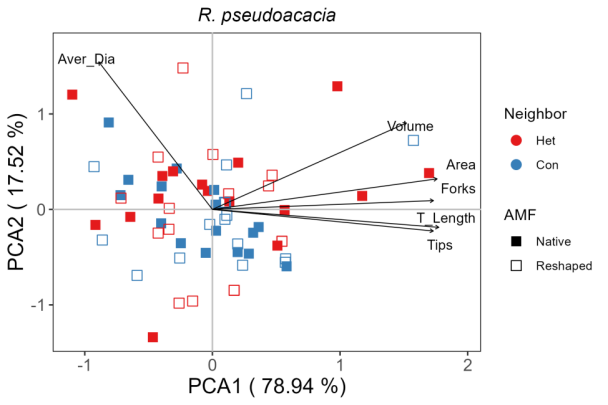 R. pseudoacacia
PCA2 ( 17.52 %)
1
0
-1
Aver_Dia
Volume
Area
Forks
T_Length
Tips
-1
0
1
2
PCA1 ( 78.94 %)
Neighbor
Het
Con
AMF
Native
Reshaped